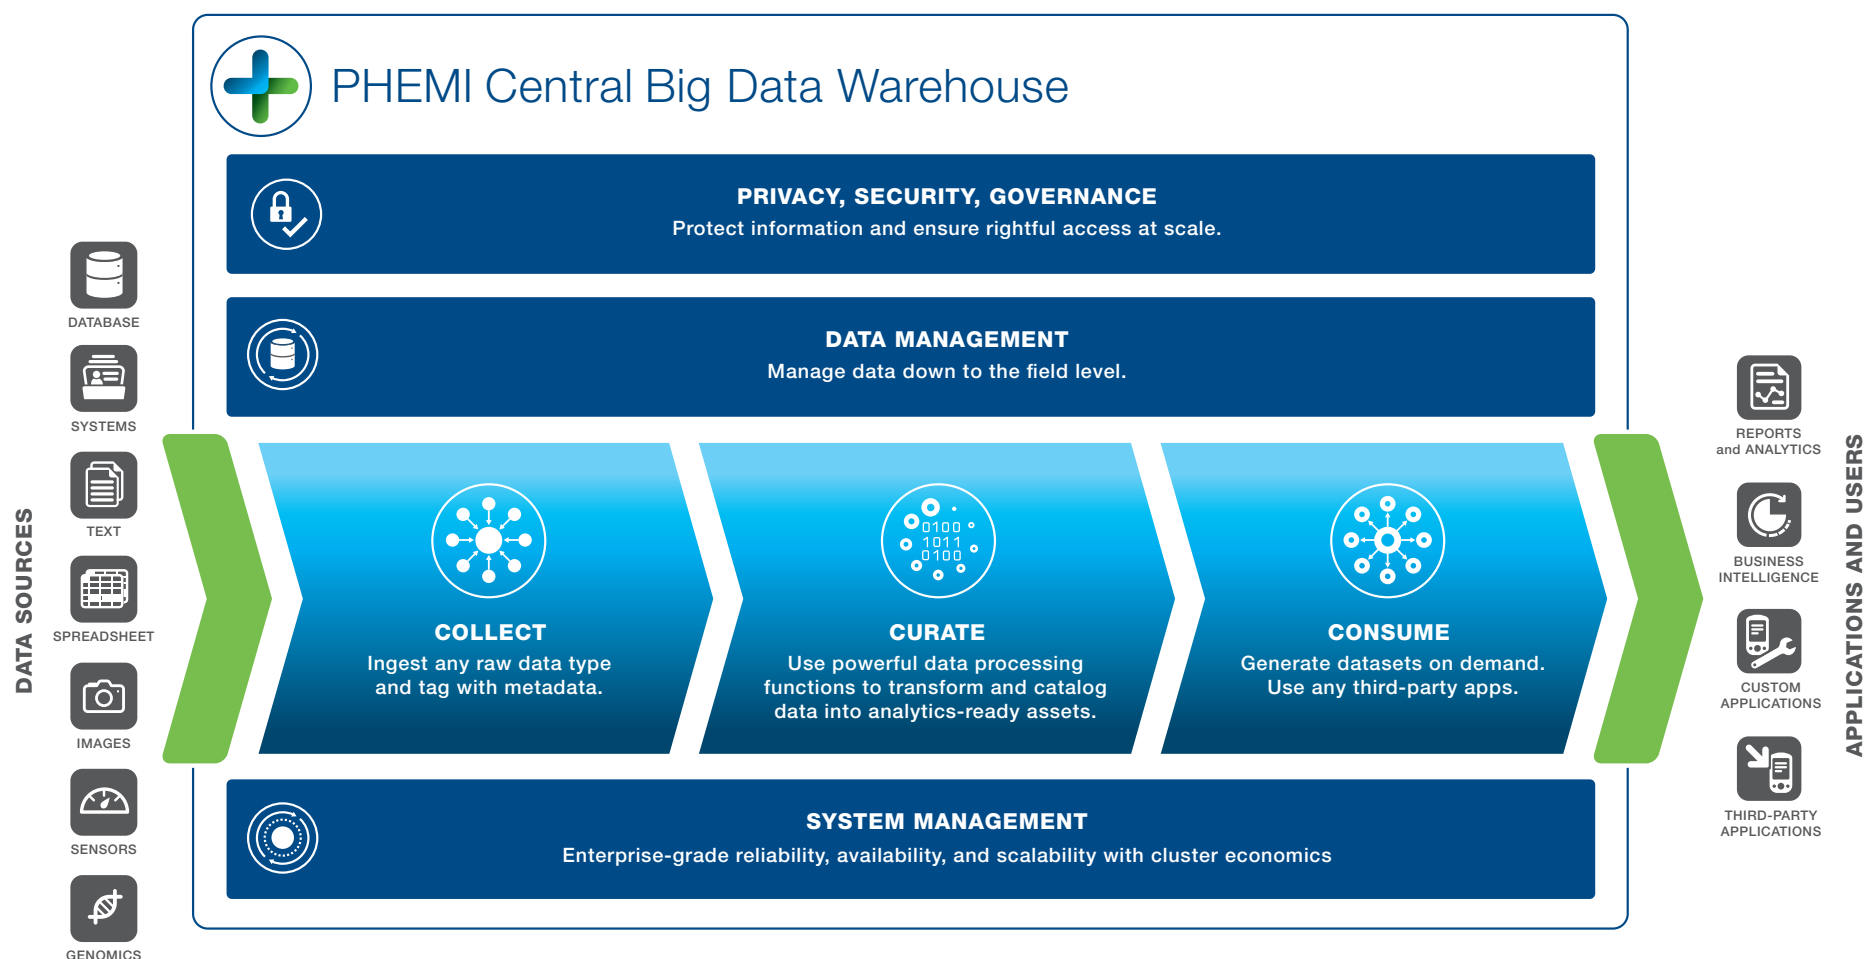 PHEMI Central Big Data Warehouse
PRIVACY, SECURITY, GOVERNANCE
Protect information and ensure rightful access at scale.
DATA MANAGEMENT
Manage data down to the field level.
DATA SOURCES
DATABASE
SYSTEMS
TEXT
SPREADSHEET
IMAGES
SENSORS
GENOMICS
0100
1011
0100
COLLECT
Ingest any raw data type
and tag with metadata.
CURATE
Use powerful data processing
functions to transform and catalog
data into analytics-ready assets.
CONSUME
Generate datasets on demand.
Use any third-party apps.
SYSTEM MANAGEMENT
Enterprise-grade reliability, availability, and scalability with cluster economics
REPORTS
and ANALYTICS
BUSINESS
INTELLIGENCE
CUSTOM
APPLICATIONS
THIRD-PARTY
APPLICATIONS
APPLICATIONS AND USERS